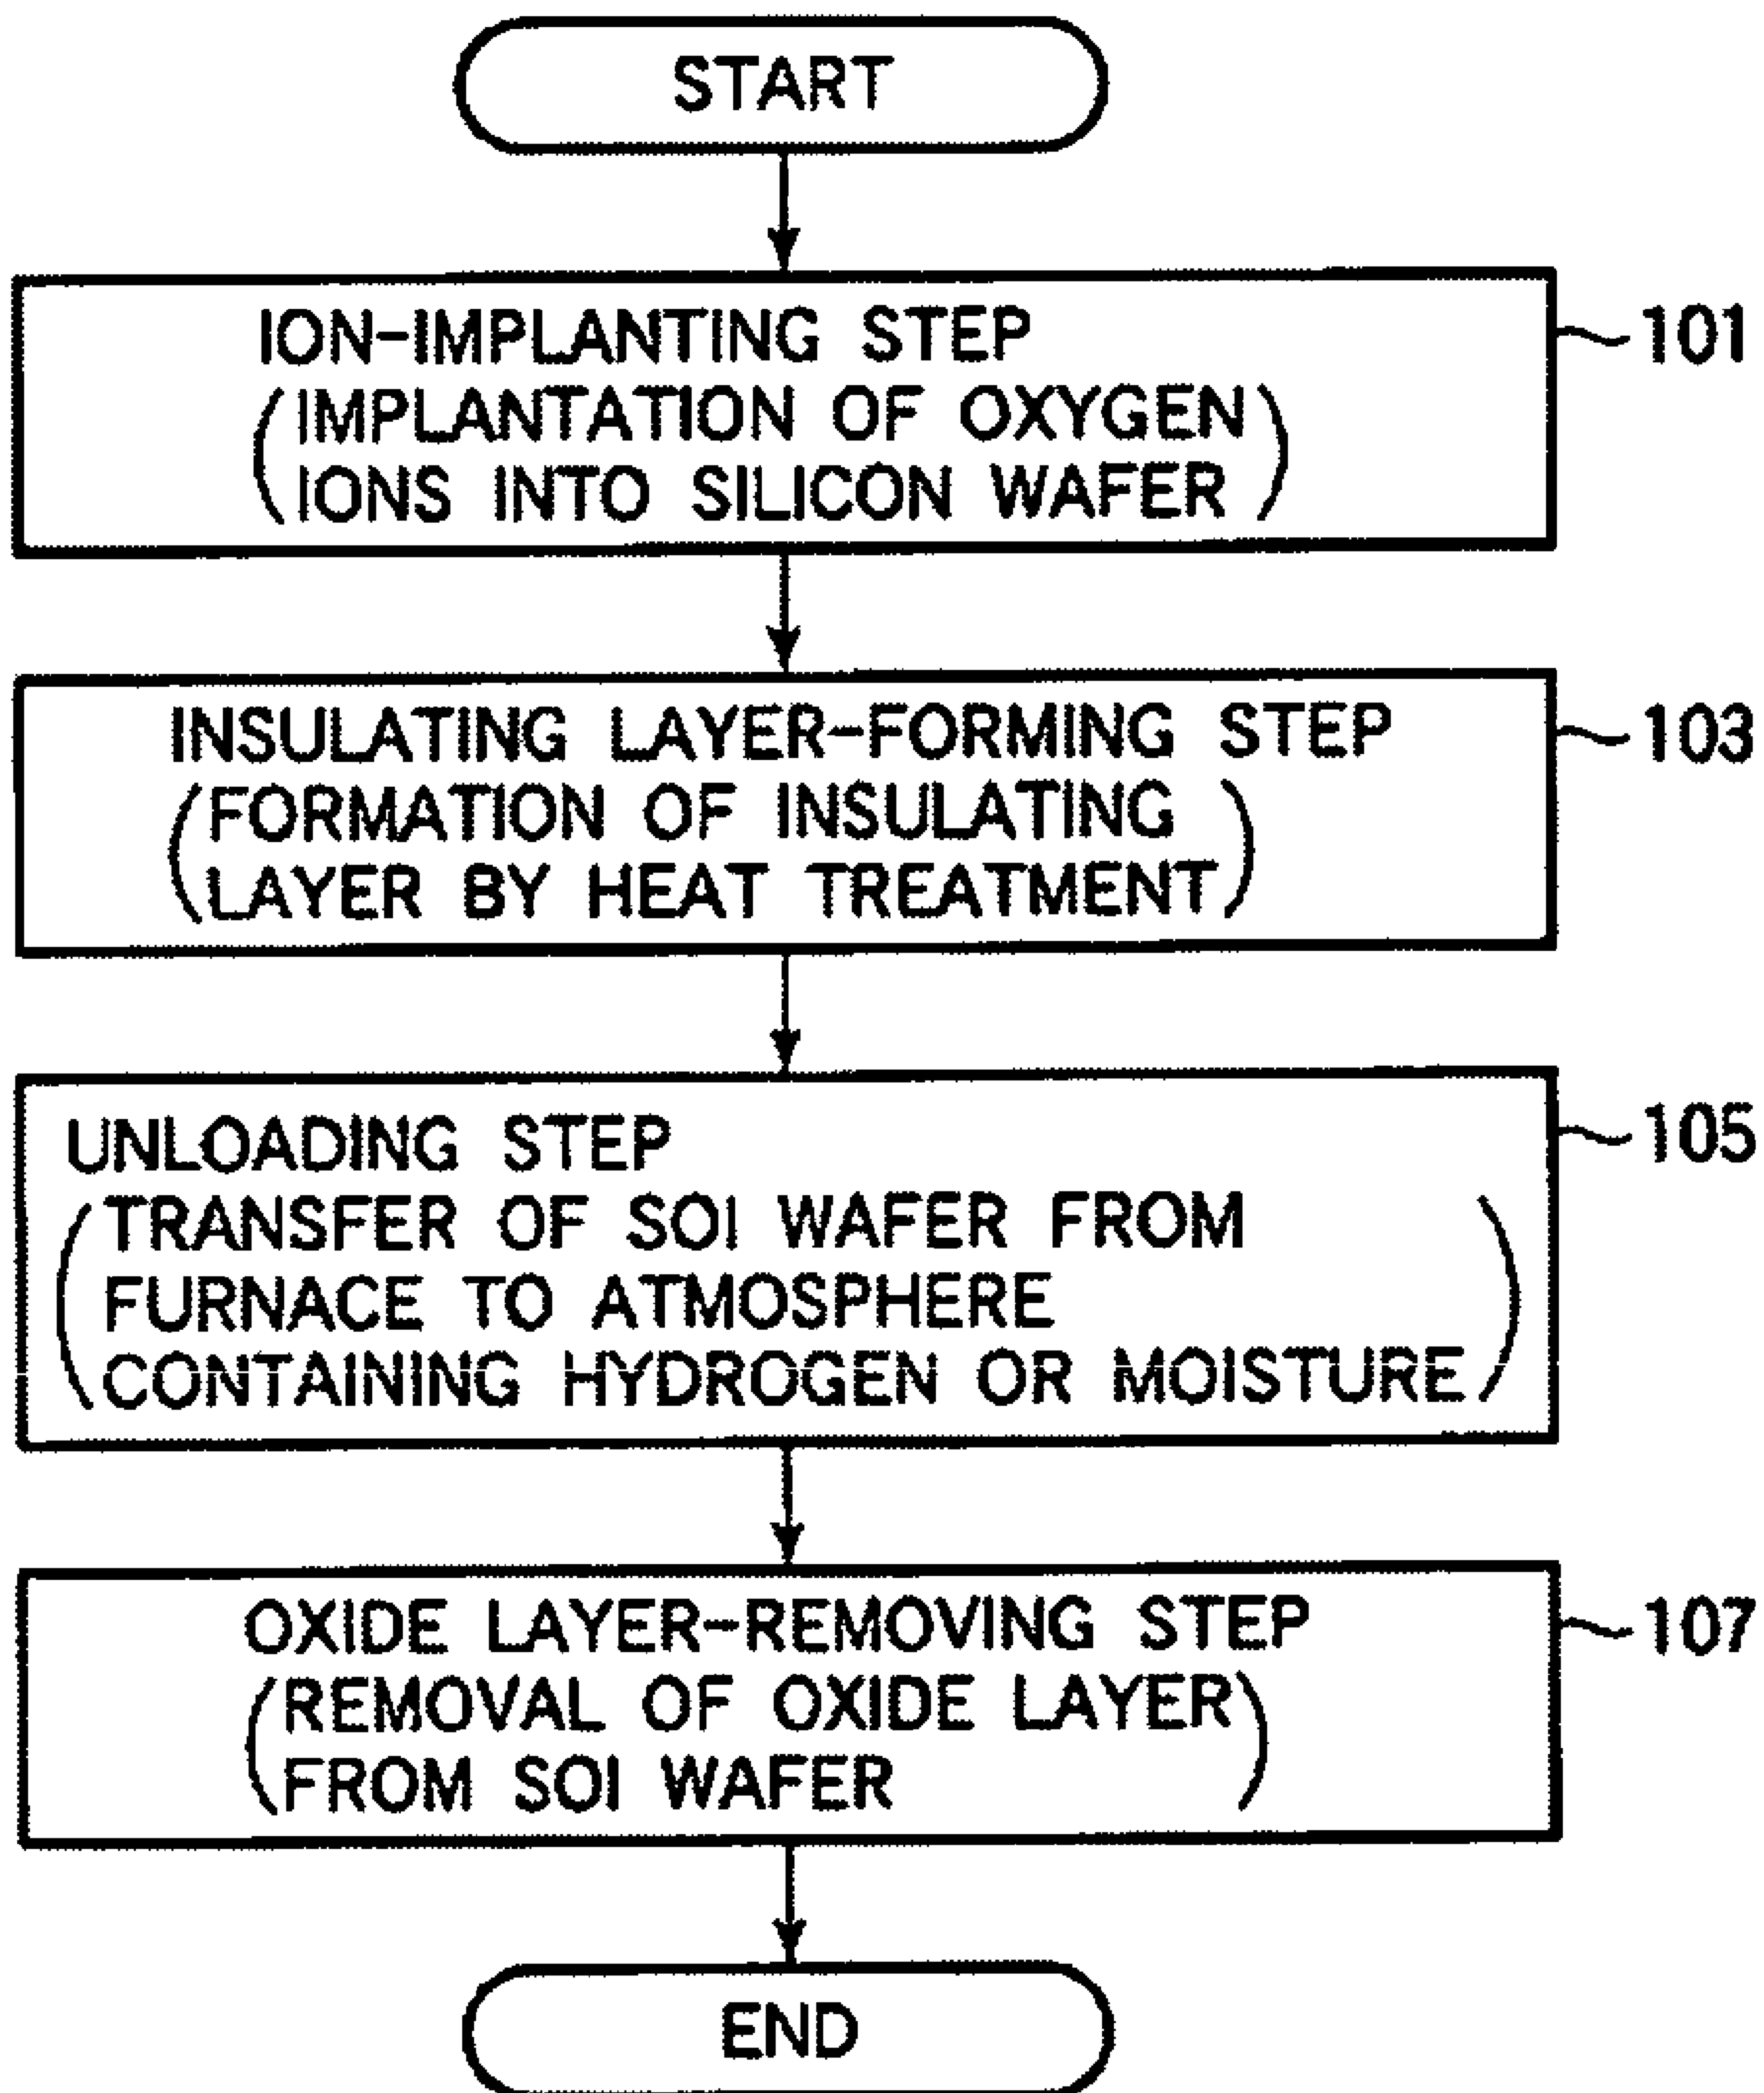 START
ION-IMPLANTING STEP
101
(IMPLANTATION OF OXYGEN
IONS INTO SILICON WAFER)
INSULATING LAYER-FORMING STEP
103
(FORMATION OF INSULATING
LAYER BY HEAT TREATMENT)
UNLOADING STEP
105
(TRANSFER OF SOI WAFER FROM
FURNACE TO ATMOSPHERE
CONTAINING HYDROGEN OR MOISTURE)
OXIDE LAYER-REMOVING STEP
107
(REMOVAL OF OXIDE LAYER
FROM SOI WAFER)
END